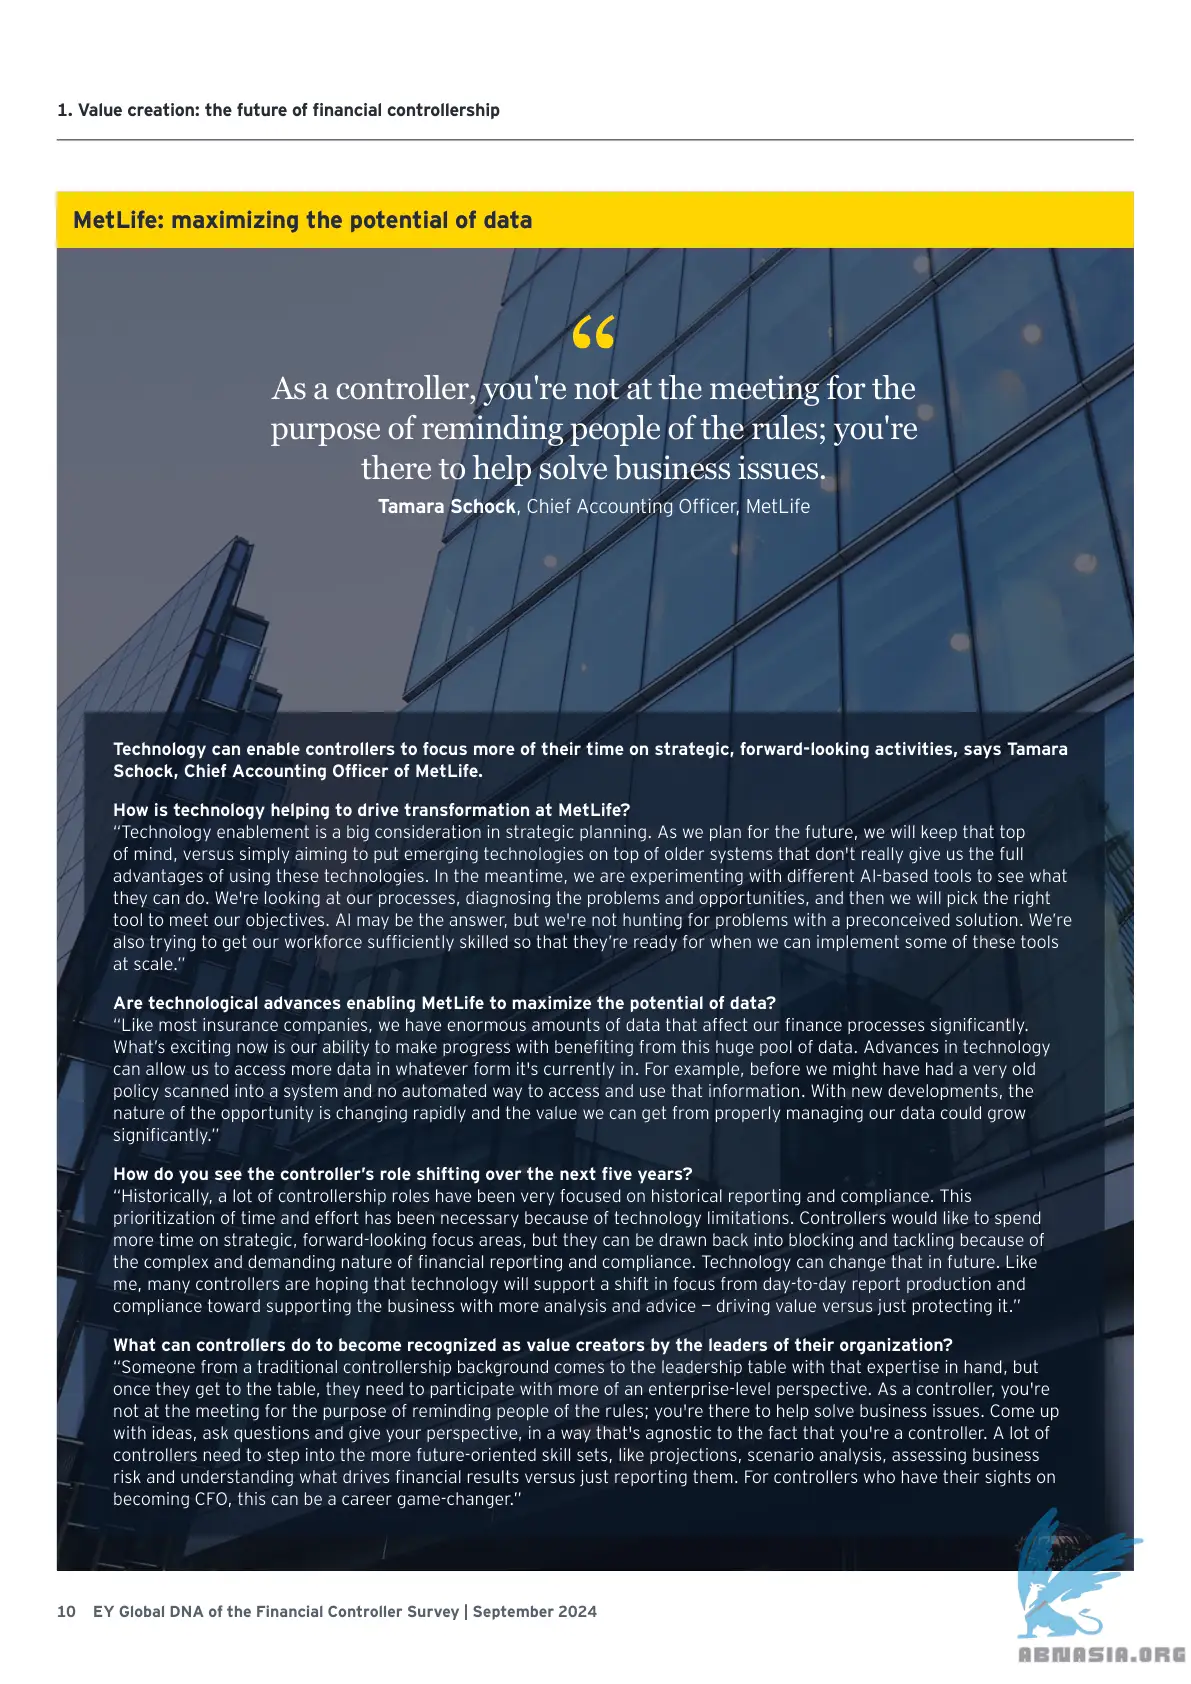 1. Value creation: the future of financial controllership
MetLife: maximizing the potential of data
“
As a controller, you're not at the meeting for the
purpose of reminding people of the rules; you're
there to help solve business issues.
Tamara Schock, Chief Accounting Officer, MetLife
Technology can enable controllers to focus more of their time on strategic, forward-looking activities, says Tamara
Schock, Chief Accounting Officer of MetLife.
How is technology helping to drive transformation at MetLife?
“Technology enablement is a big consideration in strategic planning. As we plan for the future, we will keep that top
of mind, versus simply aiming to put emerging technologies on top of older systems that don't really give us the full
advantages of using these technologies. In the meantime, we are experimenting with different AI-based tools to see what
they can do. We're looking at our processes, diagnosing the problems and opportunities, and then we will pick the right
tool to meet our objectives. AI may be the answer, but we're not hunting for problems with a preconceived solution. We’re
also trying to get our workforce sufficiently skilled so that they’re ready for when we can implement some of these tools
at scale.”
Are technological advances enabling MetLife to maximize the potential of data?
“Like most insurance companies, we have enormous amounts of data that affect our finance processes significantly.
What’s exciting now is our ability to make progress with benefiting from this huge pool of data. Advances in technology
can allow us to access more data in whatever form it's currently in. For example, before we might have had a very old
policy scanned into a system and no automated way to access and use that information. With new developments, the
nature of the opportunity is changing rapidly and the value we can get from properly managing our data could grow
significantly.”
How do you see the controller’s role shifting over the next five years?
“Historically, a lot of controllership roles have been very focused on historical reporting and compliance. This
prioritization of time and effort has been necessary because of technology limitations. Controllers would like to spend
more time on strategic, forward-looking focus areas, but they can be drawn back into blocking and tackling because of
the complex and demanding nature of financial reporting and compliance. Technology can change that in future. Like
me, many controllers are hoping that technology will support a shift in focus from day-to-day report production and
compliance toward supporting the business with more analysis and advice — driving value versus just protecting it.”
What can controllers do to become recognized as value creators by the leaders of their organization?
“Someone from a traditional controllership background comes to the leadership table with that expertise in hand, but
once they get to the table, they need to participate with more of an enterprise-level perspective. As a controller, you're
not at the meeting for the purpose of reminding people of the rules; you're there to help solve business issues. Come up
with ideas, ask questions and give your perspective, in a way that's agnostic to the fact that you're a controller. A lot of
controllers need to step into the more future-oriented skill sets, like projections, scenario analysis, assessing business
risk and understanding what drives financial results versus just reporting them. For controllers who have their sights on
becoming CFO, this can be a career game-changer.”
10 EY Global DNA of the Financial Controller Survey | September 2024
ABNASIA.ORG